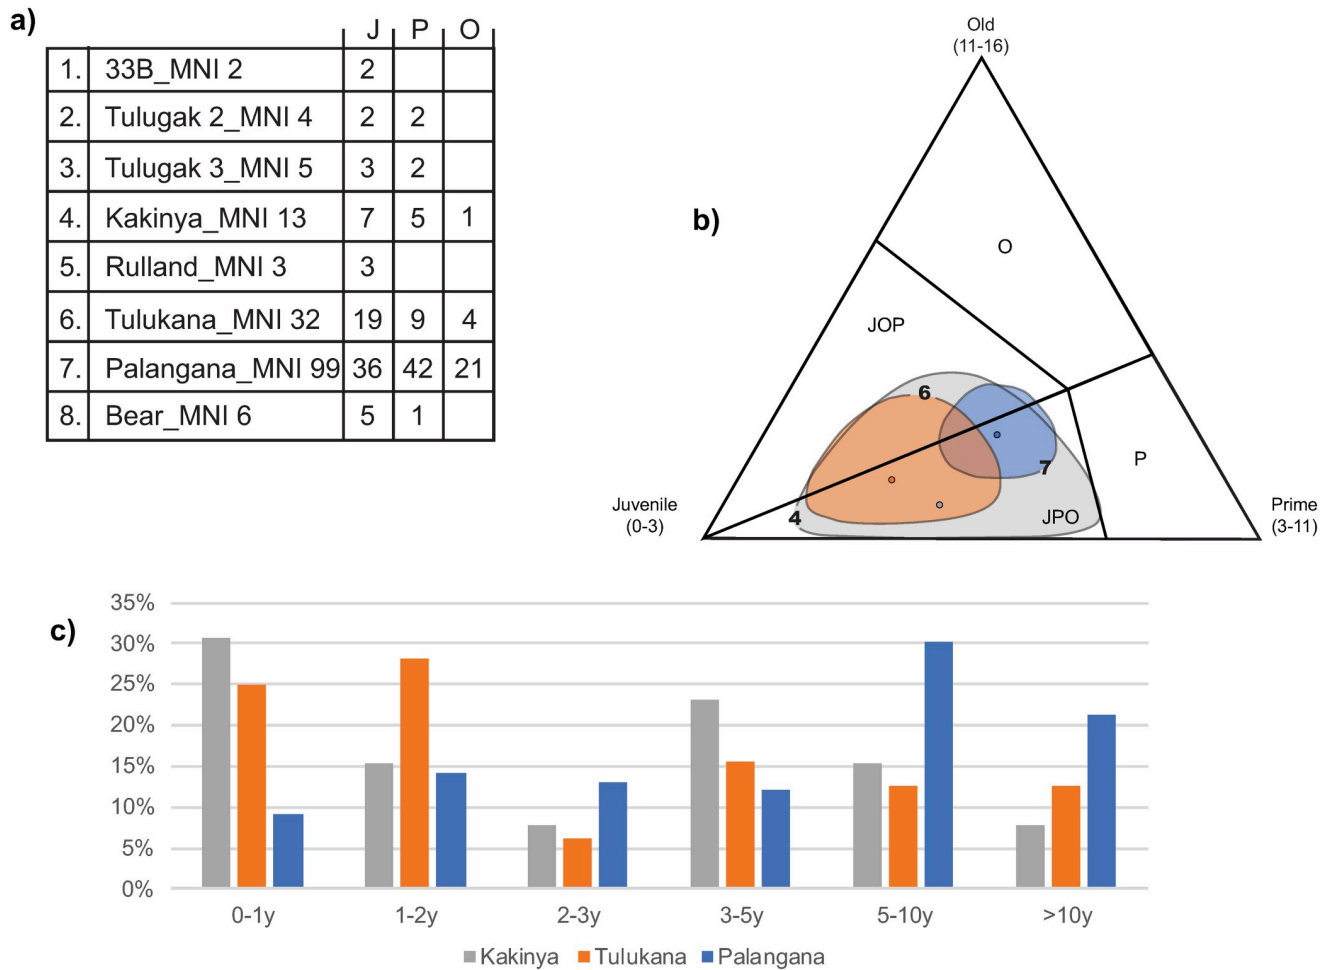 a)
J P O
1. 33B_MNI 2 2
2. Tulugak 2_MNI 4 2 2
3. Tulugak 3_MNI 5 3 2
4. Kakinya_MNI 13 7 5 1
5. Rulland_MNI 3 3
6. Tulukana_MNI 32 19 9 4
7. Palangana_MNI 99 36 42 21
8. Bear_MNI 6 5 1
b)
Old
(11-16)
O
JOP
6
7
P
4
JPO
Juvenile
(0-3)
Prime
(3-11)
c)
35%
30%
25%
20%
15%
10%
5%
0%
0-1y 1-2y 2-3y 3-5y 5-10y >10y
Kakinya Tulukana Palangana